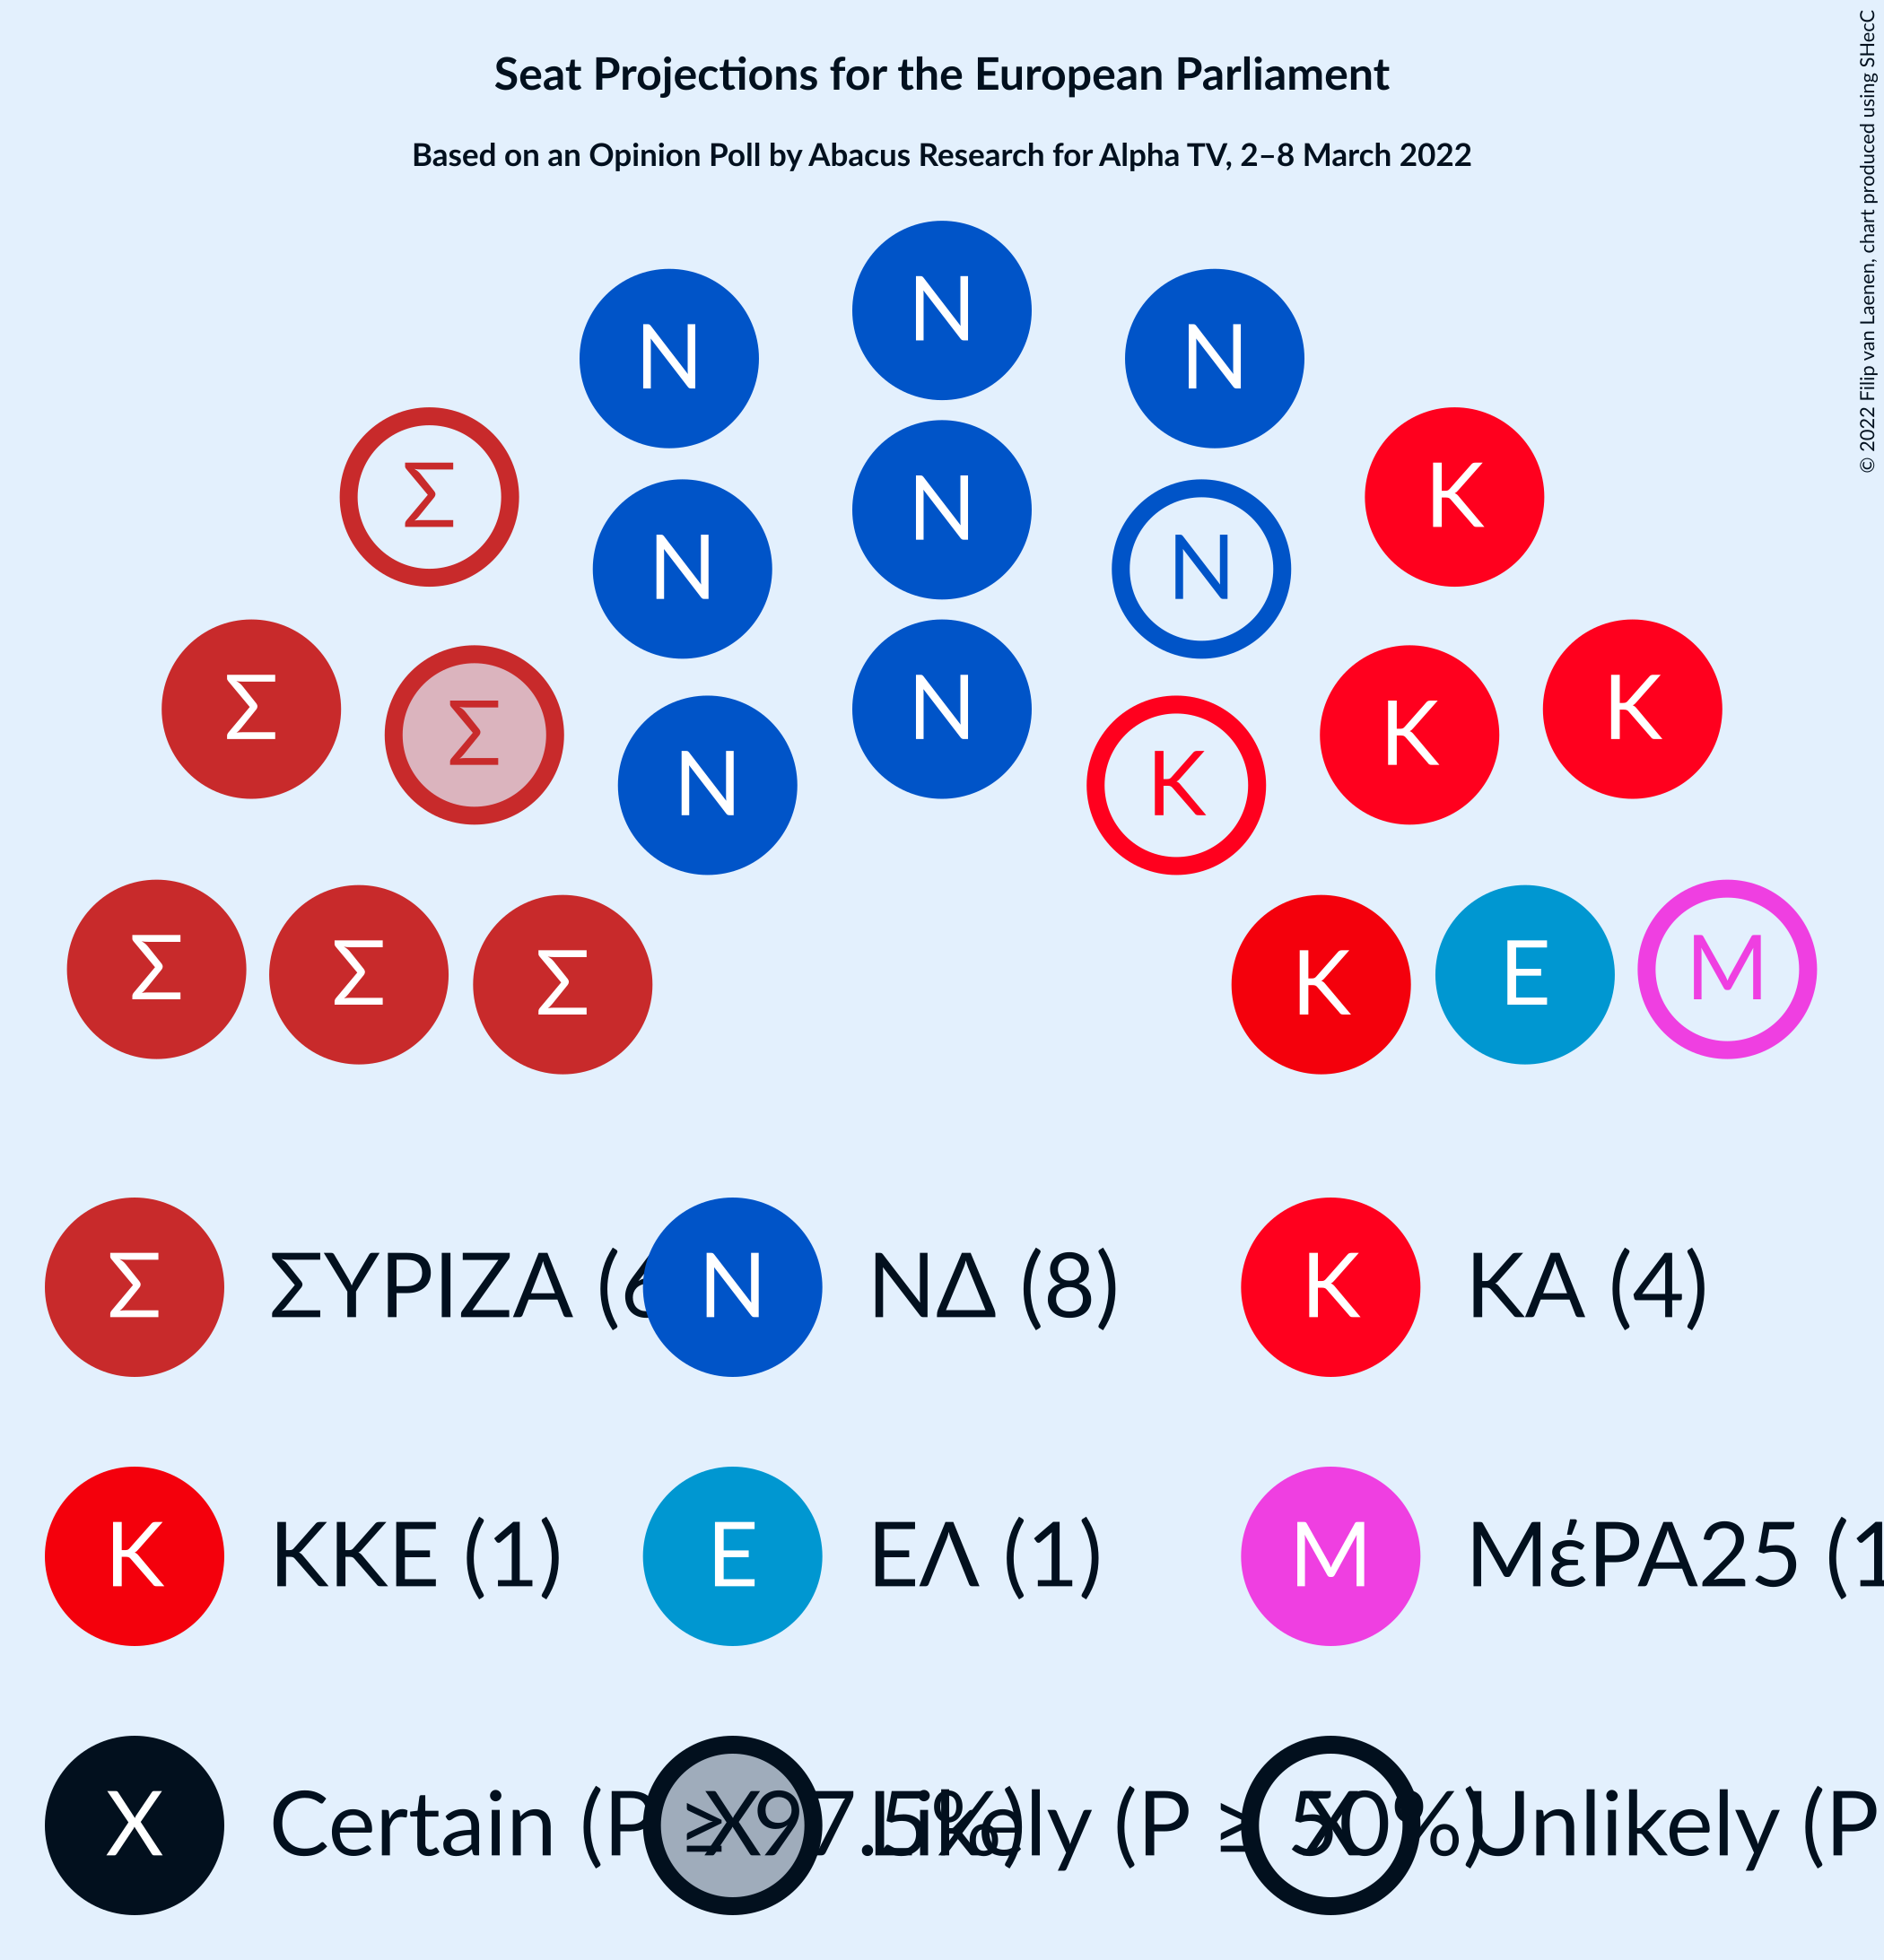 Seat Projections for the European Parliament
Based on an Opinion Poll by Abacus Research for Alpha TV, 2–8 March 2022
© 2022 Filip van Laenen, chart produced using SHecC
N
N N
Σ N K
N N
Σ N K
Σ K
N K
Σ Σ Σ K E M
Σ ΣΥΡΙΖΑ (6 N ΝΔ (8) K ΚΑ (4)
K ΚΚΕ (1) E ΕΛ (1) M ΜέΡΑ25 (1
X Certain (P ≥ 97.5%) X Likely (P ≥ 50%) X Unlikely (P